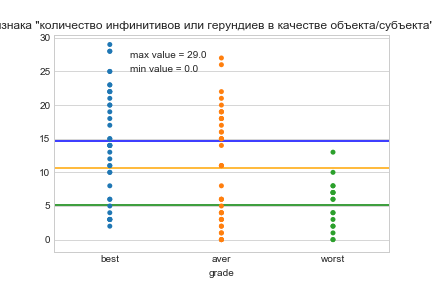 знака "количество инфинитивов или герундиев в качестве объекта/субъекта"
30
25
20
15
10
5
0
max value = 29.0
min value = 0.0
best aver worst
grade